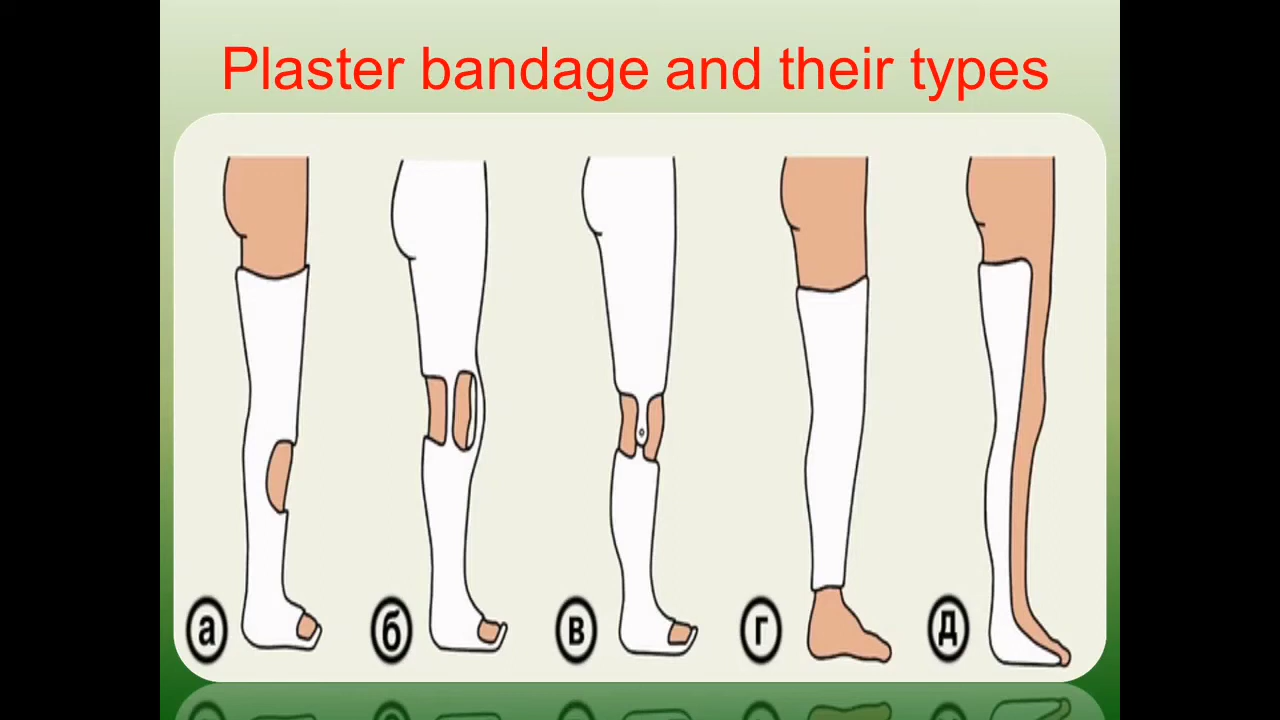 Plaster bandage and their types
а б в г д